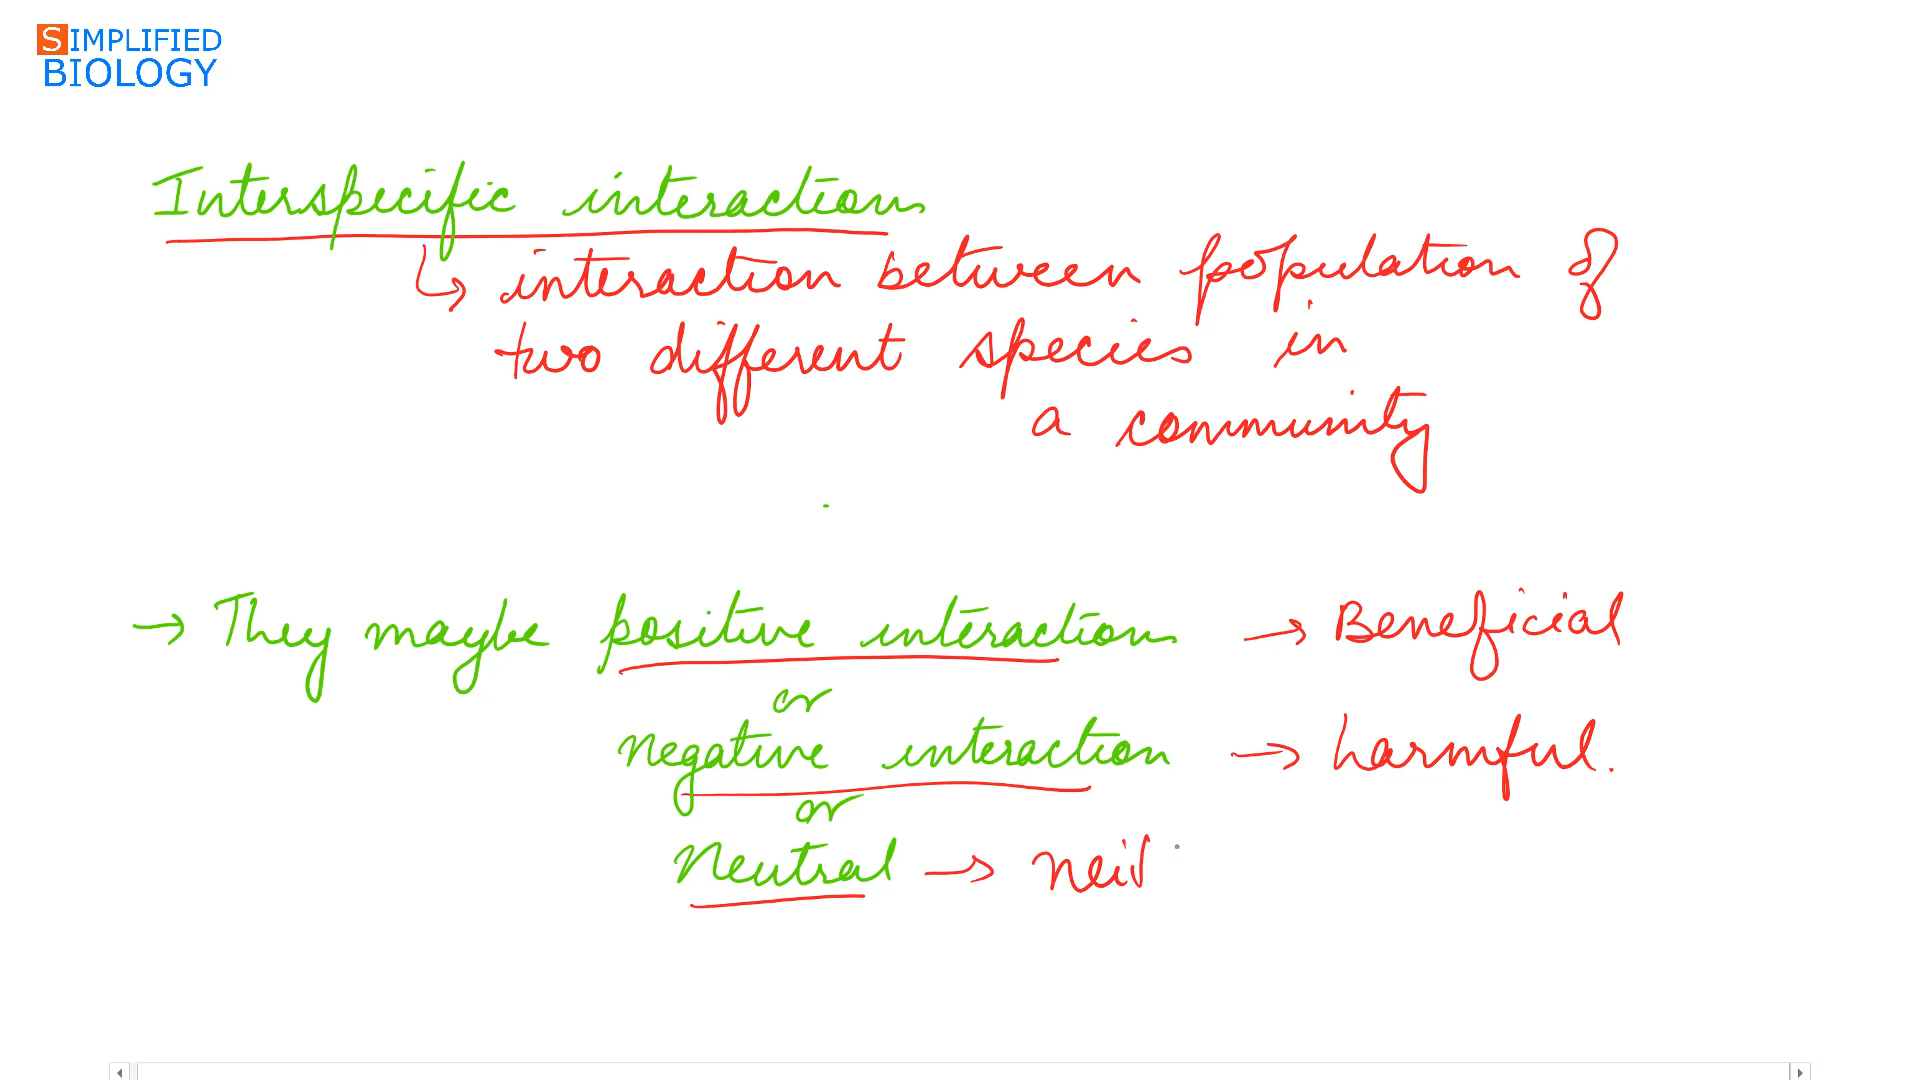 SIMPLIFIED
BIOLOGY
Interspecific interaction
↳ interaction between population of
two different species in
a community
→ They maybe positive interaction → Beneficial
or
negative interaction → harmful.
or
Neutral →